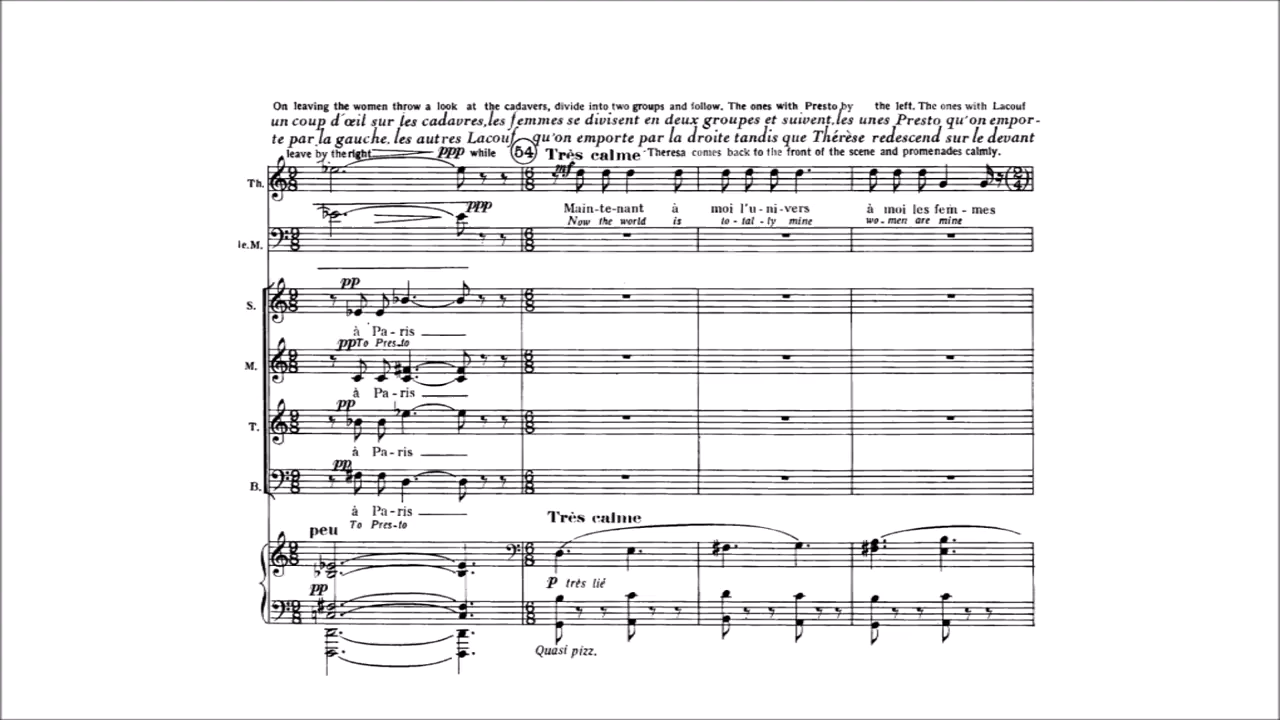 On leaving the women throw a look at the cadavers, divide into two groups and follow. The ones with Presto by the left. The ones with Lacouf
un coup d'œil sur les cadavres, les femmes se divisent en deux groupes et suivent, les unes Presto qu'on empor-
te par la gauche, les autres Lacouf qu'on emporte par la droite tandis que Thérèse redescend sur le devant
leave by the right ppp while 54 Très calme Theresa comes back to the front of the scene and promenades calmly.
mf
Th.
ppp
Main-te-nant à moi l'u-ni-vers à moi les fem-mes
Now the world is to-tal-ly mine wo-men are mine
le.M.
pp
S.
à Pa-ris
pp To Pres-to
M.
à Pa-ris
pp
T.
à Pa-ris
pp
B.
à Pa-ris
To Pres-to
Très calme
peu
P très lié
pp
Quasi pizz.